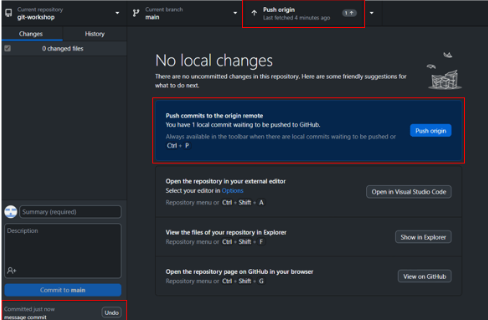 Current repository
git-workshop
Current branch
main
Push origin
Last fetched 4 minutes ago
1
Changes
History
0 changed files
No local changes
There are no uncommitted changes in this repository. Here are some friendly suggestions for
what to do next.
Push commits to the origin remote
You have 1 local commit waiting to be pushed to GitHub.
Always available in the toolbar when there are local commits waiting to be pushed or
Ctrl + P
Push origin
Open the repository in your external editor
Select your editor in Options
Repository menu or Ctrl + Shift + A
Open in Visual Studio Code
View the files of your repository in Explorer
Repository menu or Ctrl + Shift + F
Show in Explorer
Open the repository page on GitHub in your browser
Repository menu or Ctrl + Shift + G
View on GitHub
Summary (required)
Description
Commit to main
Committed just now
message commit
Undo